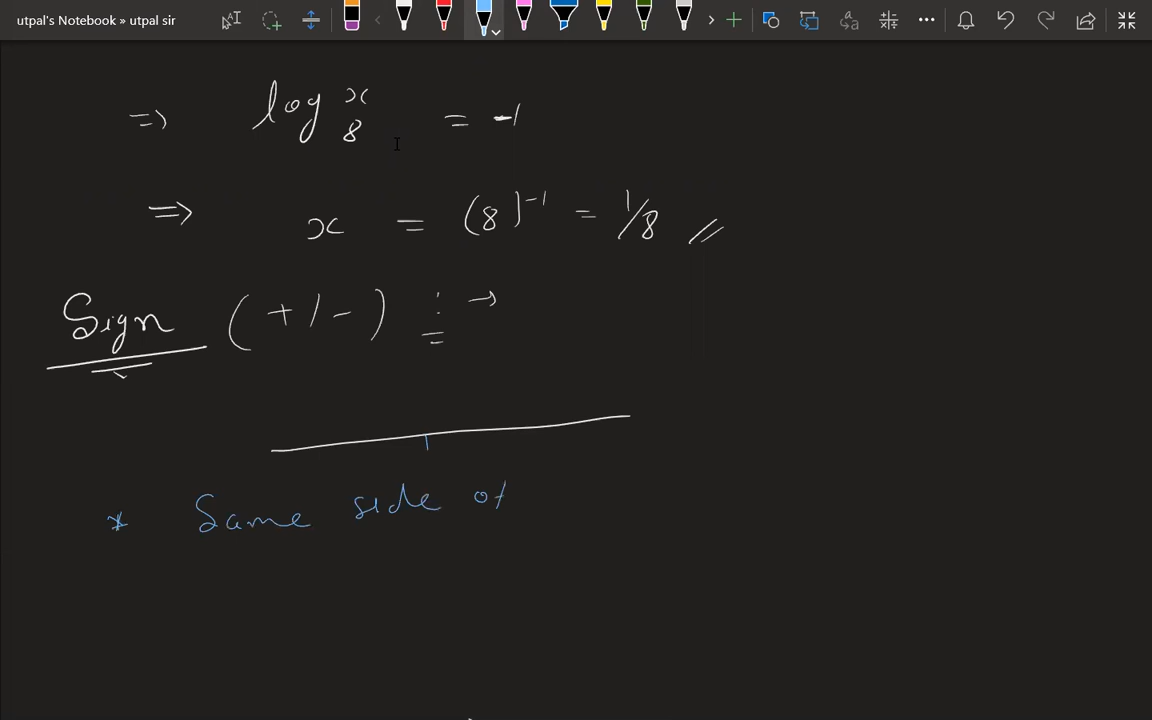 utpal's Notebook » utpal sir
=> log₈ x = -1
=> x = (8)⁻¹ = 1/8 //
Sign (+/-) : →
* Same side of